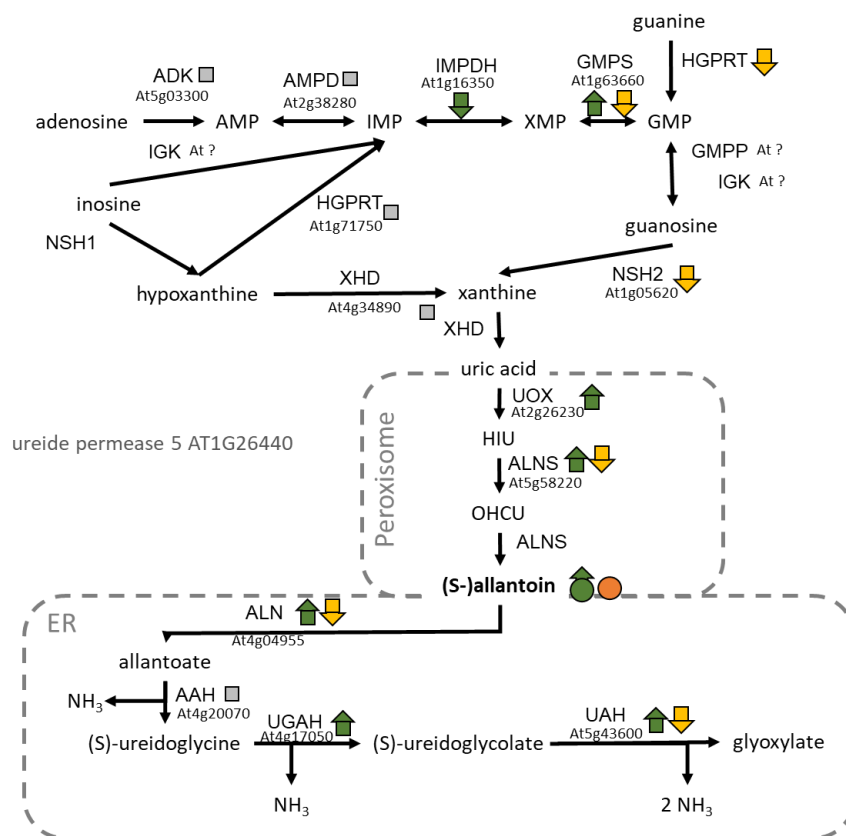 guanine
ADK
At5g03300
AMPD
At2g38280
IMPDH
At1g16350
GMPS
At1g63660
HGPRT
adenosine
AMP
IMP
XMP
GMP
IGK At ?
GMPP At ?
IGK At ?
inosine
HGPRT
At1g71750
guanosine
NSH1
hypoxanthine
XHD
At4g34890
xanthine
NSH2
At1g05620
XHD
uric acid
UOX
At2g26230
ureide permease 5 AT1G26440
HIU
Peroxisome
ALNS
At5g58220
OHCU
ALNS
(S-)allantoin
ER
ALN
At4g04955
allantoate
NH3
AAH
At4g20070
UGAH
At4g17050
UAH
At5g43600
(S)-ureidoglycine
(S)-ureidoglycolate
glyoxylate
NH3
2 NH3